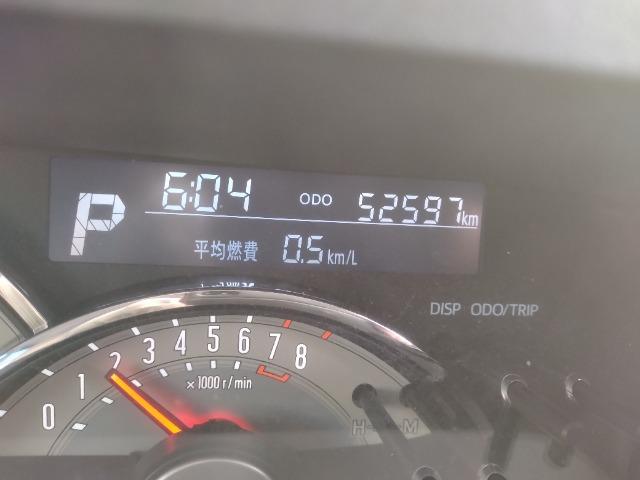 P 6:04 ODO 52597km
平均燃費 0.5km/L
DISP ODO/TRIP
0 1 2 3 4 5 6 7 8
×1000 r/min